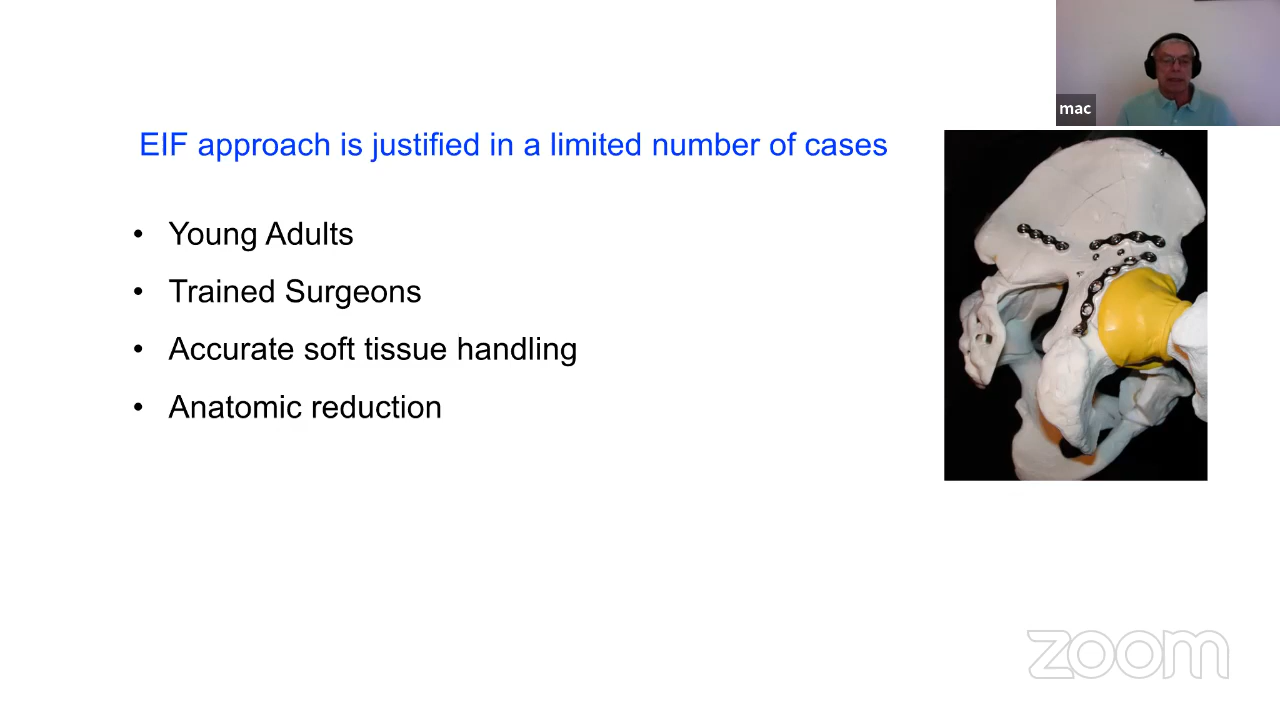 mac
EIF approach is justified in a limited number of cases
• Young Adults
• Trained Surgeons
• Accurate soft tissue handling
• Anatomic reduction
zoom